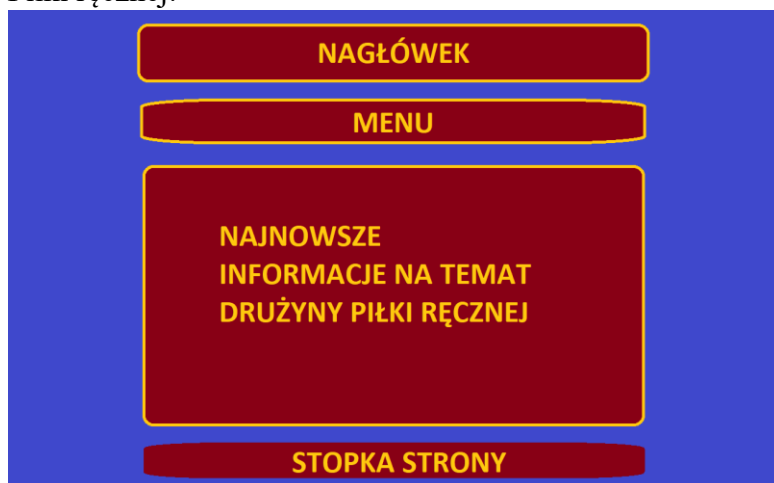 NAGŁÓWEK
MENU
NAJNOWSZE
INFORMACJE NA TEMAT
DRUŻYNY PIŁKI RĘCZNEJ
STOPKA STRONY